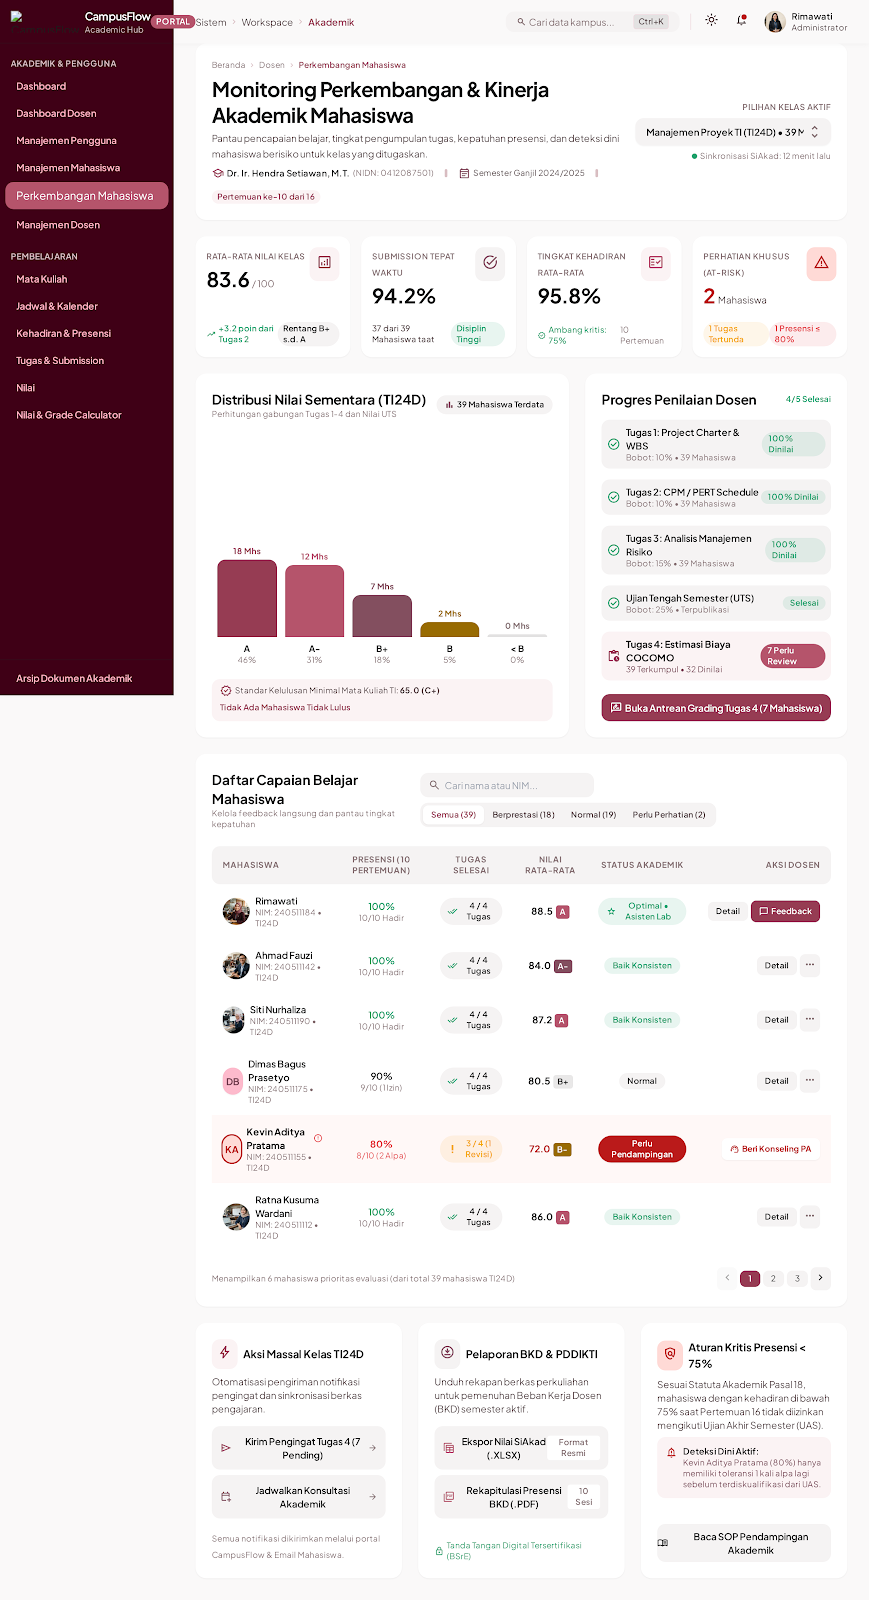 CampusFlow
Academic Hub
PORTAL
Sistem › Workspace › Akademik
Cari data kampus...
Ctrl+K
Rimawati
Administrator
AKADEMIK & PENGGUNA
Dashboard
Dashboard Dosen
Manajemen Pengguna
Manajemen Mahasiswa
Perkembangan Mahasiswa
Manajemen Dosen
PEMBELAJARAN
Mata Kuliah
Jadwal & Kalender
Kehadiran & Presensi
Tugas & Submission
Nilai
Nilai & Grade Calculator
Arsip Dokumen Akademik
Beranda › Dosen › Perkembangan Mahasiswa
Monitoring Perkembangan & Kinerja
Akademik Mahasiswa
Pantau pencapaian belajar, tingkat pengumpulan tugas, kepatuhan presensi, dan deteksi dini
mahasiswa berisiko untuk kelas yang ditugaskan.
Dr. Ir. Hendra Setiawan, M.T. (NIDN: 0412087501)
Semester Ganjil 2024/2025
Pertemuan ke-10 dari 16
PILIHAN KELAS AKTIF
Manajemen Proyek TI (TI24D) • 39 M
Sinkronisasi SiAkad: 12 menit lalu
RATA-RATA NILAI KELAS
83.6 / 100
+3.2 poin dari
Tugas 2
Rentang B+
s.d. A
SUBMISSION TEPAT
WAKTU
94.2%
37 dari 39
Mahasiswa taat
Disiplin
Tinggi
TINGKAT KEHADIRAN
RATA-RATA
95.8%
Ambang kritis:
75%
10
Pertemuan
PERHATIAN KHUSUS
(AT-RISK)
2 Mahasiswa
1 Tugas
Tertunda
1 Presensi ≤
80%
Distribusi Nilai Sementara (TI24D)
Perhitungan gabungan Tugas 1-4 dan Nilai UTS
39 Mahasiswa Terdata
18 Mhs
12 Mhs
7 Mhs
2 Mhs
0 Mhs
A
A-
B+
B
< B
46%
31%
18%
5%
0%
Standar Kelulusan Minimal Mata Kuliah TI: 65.0 (C+)
Tidak Ada Mahasiswa Tidak Lulus
Progres Penilaian Dosen
4/5 Selesai
Tugas 1: Project Charter &
WBS
Bobot: 10% • 39 Mahasiswa
100%
Dinilai
Tugas 2: CPM / PERT Schedule
Bobot: 10% • 39 Mahasiswa
100% Dinilai
Tugas 3: Analisis Manajemen
Risiko
Bobot: 15% • 39 Mahasiswa
100%
Dinilai
Ujian Tengah Semester (UTS)
Bobot: 25% • Terpublikasi
Selesai
Tugas 4: Estimasi Biaya
COCOMO
39 Terkumpul • 32 Dinilai
7 Perlu
Review
Buka Antrean Grading Tugas 4 (7 Mahasiswa)
Daftar Capaian Belajar
Mahasiswa
Kelola feedback langsung dan pantau tingkat
kepatuhan
Cari nama atau NIM...
Semua (39)
Berprestasi (18)
Normal (19)
Perlu Perhatian (2)
MAHASISWA
PRESENSI (10
PERTEMUAN)
TUGAS
SELESAI
NILAI
RATA-RATA
STATUS AKADEMIK
AKSI DOSEN
Rimawati
NIM: 240511184 •
TI24D
100%
10/10 Hadir
4 / 4
Tugas
88.5 A
Optimal •
Asisten Lab
Detail
Feedback
Ahmad Fauzi
NIM: 240511142 •
TI24D
100%
10/10 Hadir
4 / 4
Tugas
84.0 A-
Baik Konsisten
Detail
Siti Nurhaliza
NIM: 240511190 •
TI24D
100%
10/10 Hadir
4 / 4
Tugas
87.2 A
Baik Konsisten
Detail
DB
Dimas Bagus
Prasetyo
NIM: 240511175 •
TI24D
90%
9/10 (1 Izin)
4 / 4
Tugas
80.5 B+
Normal
Detail
KA
Kevin Aditya
Pratama
NIM: 240511155 •
TI24D
80%
8/10 (2 Alpa)
3 / 4 (1
Revisi)
72.0 B-
Perlu
Pendampingan
Beri Konseling PA
Ratna Kusuma
Wardani
NIM: 240511112 •
TI24D
100%
10/10 Hadir
4 / 4
Tugas
86.0 A
Baik Konsisten
Detail
Menampilkan 6 mahasiswa prioritas evaluasi (dari total 39 mahasiswa TI24D)
1
2
3
Aksi Massal Kelas TI24D
Otomatisasi pengiriman notifikasi
pengingat dan sinkronisasi berkas
pengajaran.
Kirim Pengingat Tugas 4 (7
Pending)
Jadwalkan Konsultasi
Akademik
Semua notifikasi dikirimkan melalui portal
CampusFlow & Email Mahasiswa.
Pelaporan BKD & PDDIKTI
Unduh rekapan berkas perkuliahan
untuk pemenuhan Beban Kerja Dosen
(BKD) semester aktif.
Ekspor Nilai SiAkad
(.XLSX)
Format
Resmi
Rekapitulasi Presensi
BKD (.PDF)
10
Sesi
Tanda Tangan Digital Tersertifikasi
(BSrE)
Aturan Kritis Presensi <
75%
Sesuai Statuta Akademik Pasal 18,
mahasiswa dengan kehadiran di bawah
75% saat Pertemuan 16 tidak diizinkan
mengikuti Ujian Akhir Semester (UAS).
Deteksi Dini Aktif:
Kevin Aditya Pratama (80%) hanya
memiliki toleransi 1 kali alpa lagi
sebelum terdiskualifikasi dari UAS.
Baca SOP Pendampingan
Akademik